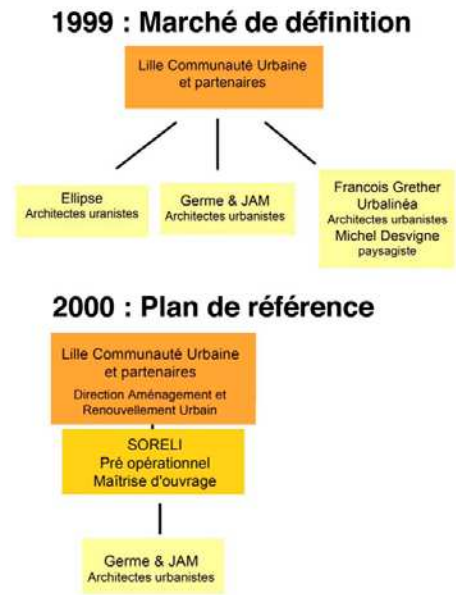 1999 : Marché de définition
Lille Communauté Urbaine
et partenaires
Ellipse
Architectes uranistes
Germe & JAM
Architectes urbanistes
Francois Grether
Urbalinéa
Architectes urbanistes
Michel Desvigne
paysagiste
2000 : Plan de référence
Lille Communauté Urbaine
et partenaires
Direction Aménagement et
Renouvellement Urbain
SORELI
Pré opérationnel
Maîtrise d'ouvrage
Germe & JAM
Architectes urbanistes